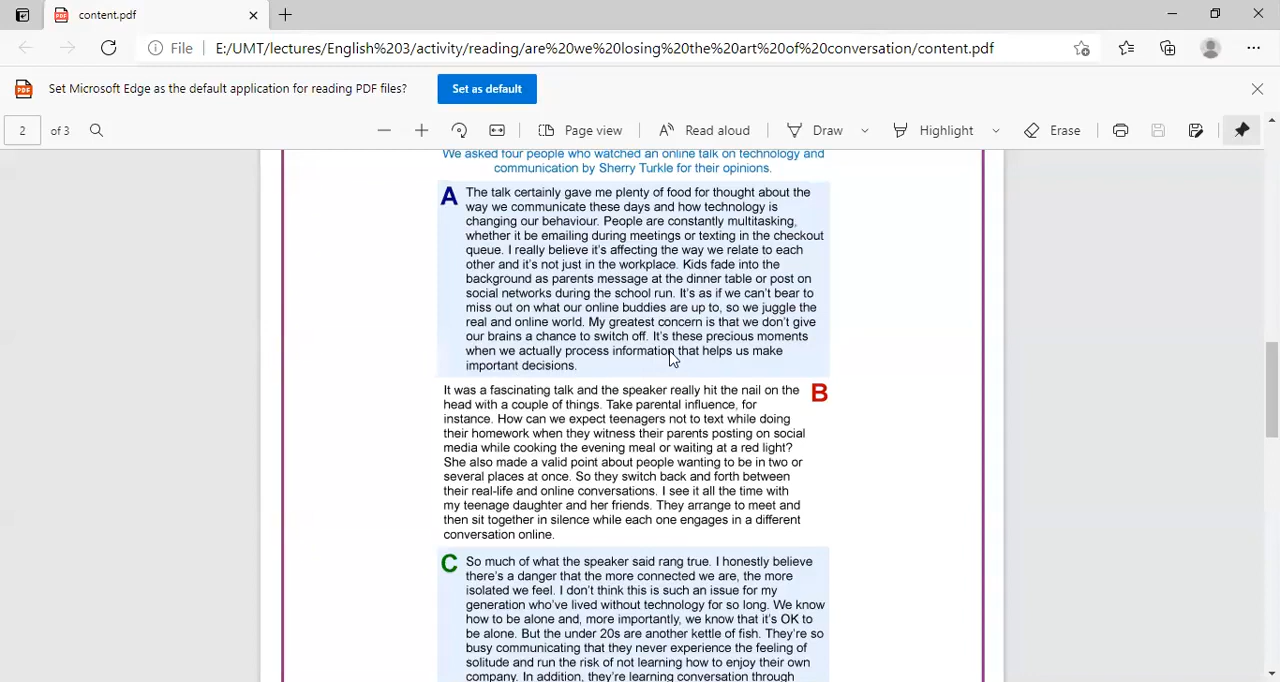 content.pdf
File
E:/UMT/lectures/English%203/activity/reading/are%20we%20losing%20the%20art%20of%20conversation/content.pdf
PDF
Set Microsoft Edge as the default application for reading PDF files?
Set as default
2 of 3
Page view
Read aloud
Draw
Highlight
Erase
We asked four people who watched an online talk on technology and
communication by Sherry Turkle for their opinions.
A
The talk certainly gave me plenty of food for thought about the
way we communicate these days and how technology is
changing our behaviour. People are constantly multitasking,
whether it be emailing during meetings or texting in the checkout
queue. I really believe it's affecting the way we relate to each
other and it's not just in the workplace. Kids fade into the
background as parents message at the dinner table or post on
social networks during the school run. It's as if we can't bear to
miss out on what our online buddies are up to, so we juggle the
real and online world. My greatest concern is that we don't give
our brains a chance to switch off. It's these precious moments
when we actually process information that helps us make
important decisions.
B
It was a fascinating talk and the speaker really hit the nail on the
head with a couple of things. Take parental influence, for
instance. How can we expect teenagers not to text while doing
their homework when they witness their parents posting on social
media while cooking the evening meal or waiting at a red light?
She also made a valid point about people wanting to be in two or
several places at once. So they switch back and forth between
their real-life and online conversations. I see it all the time with
my teenage daughter and her friends. They arrange to meet and
then sit together in silence while each one engages in a different
conversation online.
C
So much of what the speaker said rang true. I honestly believe
there's a danger that the more connected we are, the more
isolated we feel. I don't think this is such an issue for my
generation who've lived without technology for so long. We know
how to be alone and, more importantly, we know that it's OK to
be alone. But the under 20s are another kettle of fish. They're so
busy communicating that they never experience the feeling of
solitude and run the risk of not learning how to enjoy their own
company. In addition, they're learning conversation through